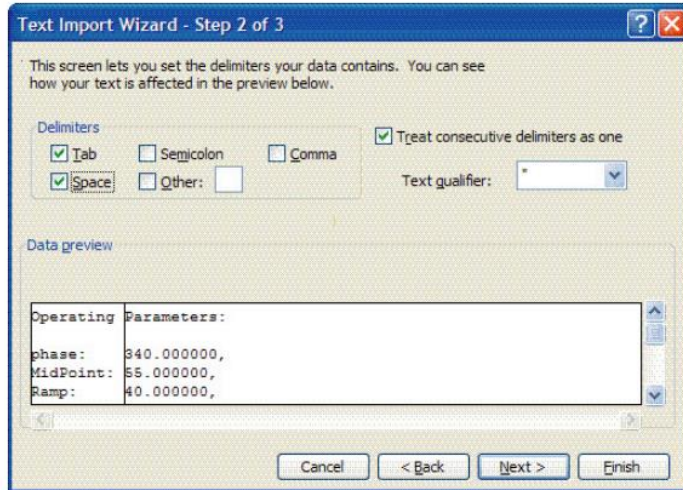 Text Import Wizard - Step 2 of 3
This screen lets you set the delimiters your data contains. You can see
how your text is affected in the preview below.
Delimiters
Tab
Semicolon
Comma
Space
Other:
Treat consecutive delimiters as one
Text qualifier:
"
Data preview
Operating Parameters:
phase: 340.000000,
MidPoint: 55.000000,
Ramp: 40.000000,
Cancel
< Back
Next >
Finish